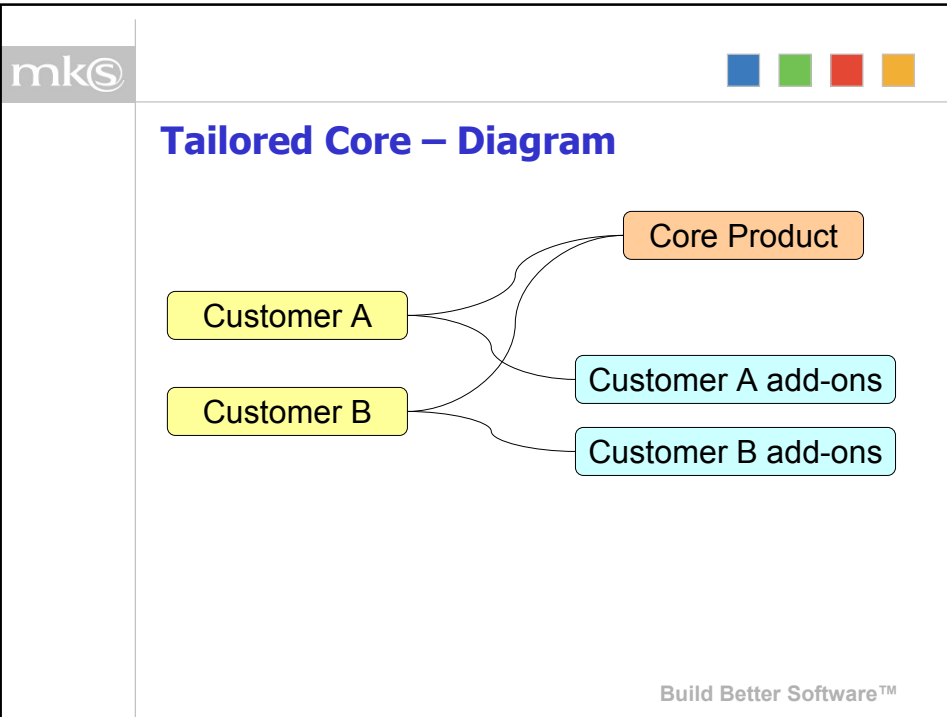 mks
Tailored Core – Diagram
Core Product
Customer A
Customer A add-ons
Customer B
Customer B add-ons
Build Better Software™